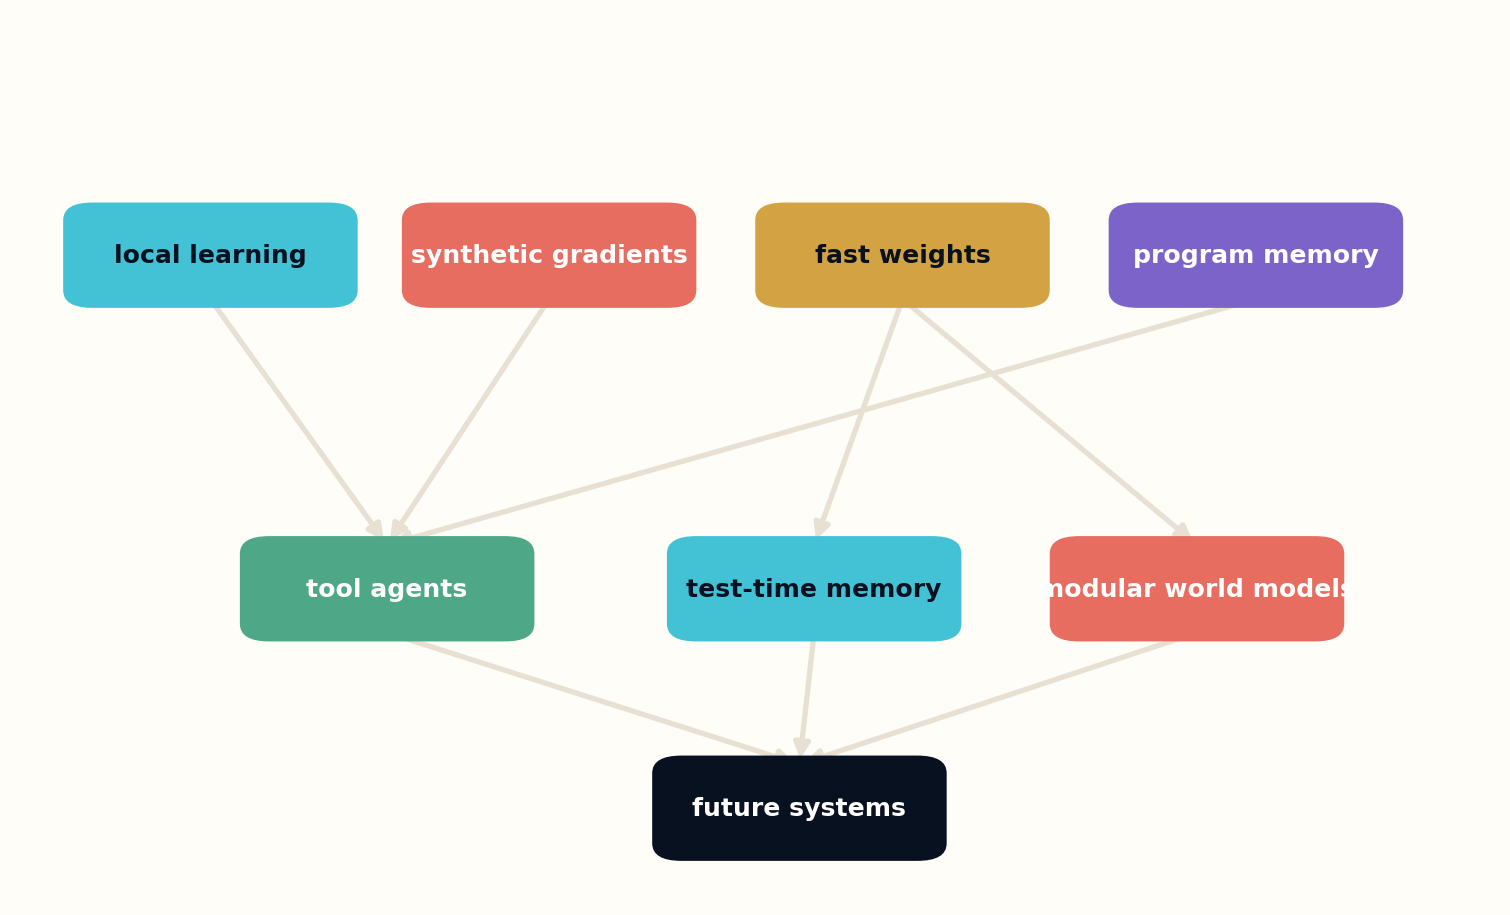 local learning
synthetic gradients
fast weights
program memory
tool agents
test-time memory
modular world models
future systems